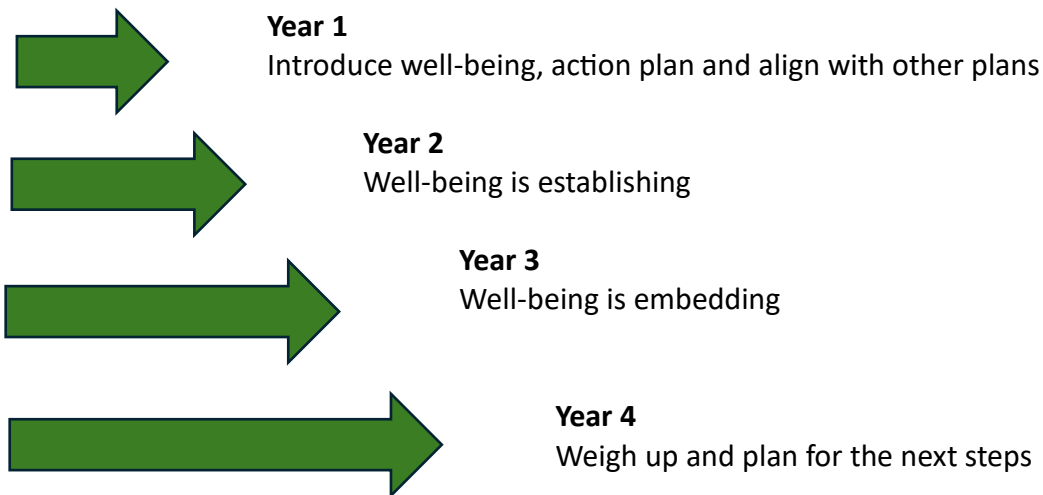 Year 1
Introduce well-being, action plan and align with other plans
Year 2
Well-being is establishing
Year 3
Well-being is embedding
Year 4
Weigh up and plan for the next steps